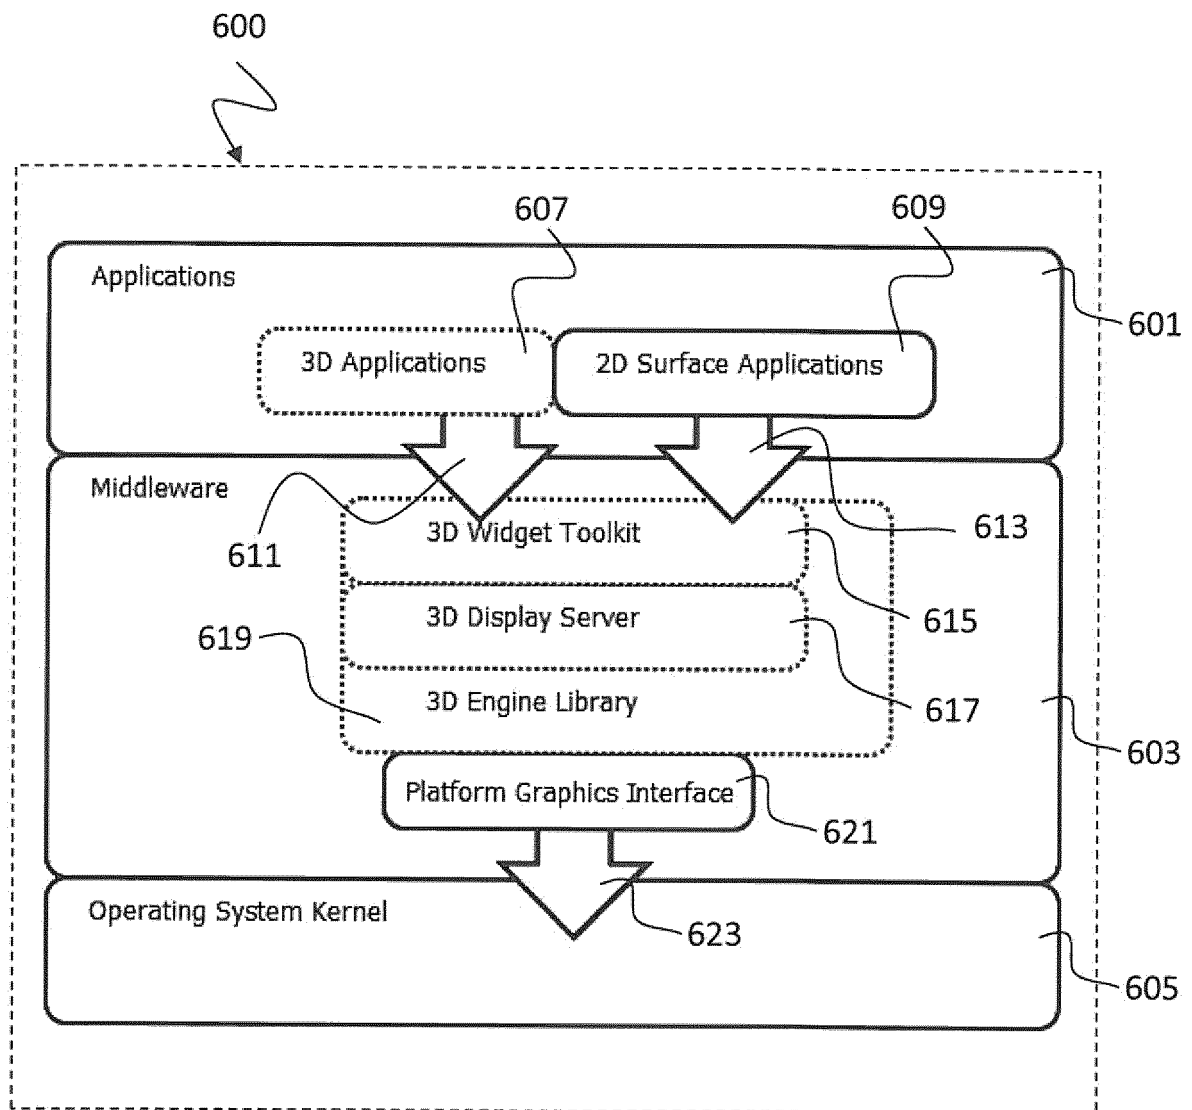 600
607
609
Applications
601
3D Applications
2D Surface Applications
Middleware
611
3D Widget Toolkit
613
615
3D Display Server
619
617
3D Engine Library
603
Platform Graphics Interface
621
Operating System Kernel
623
605